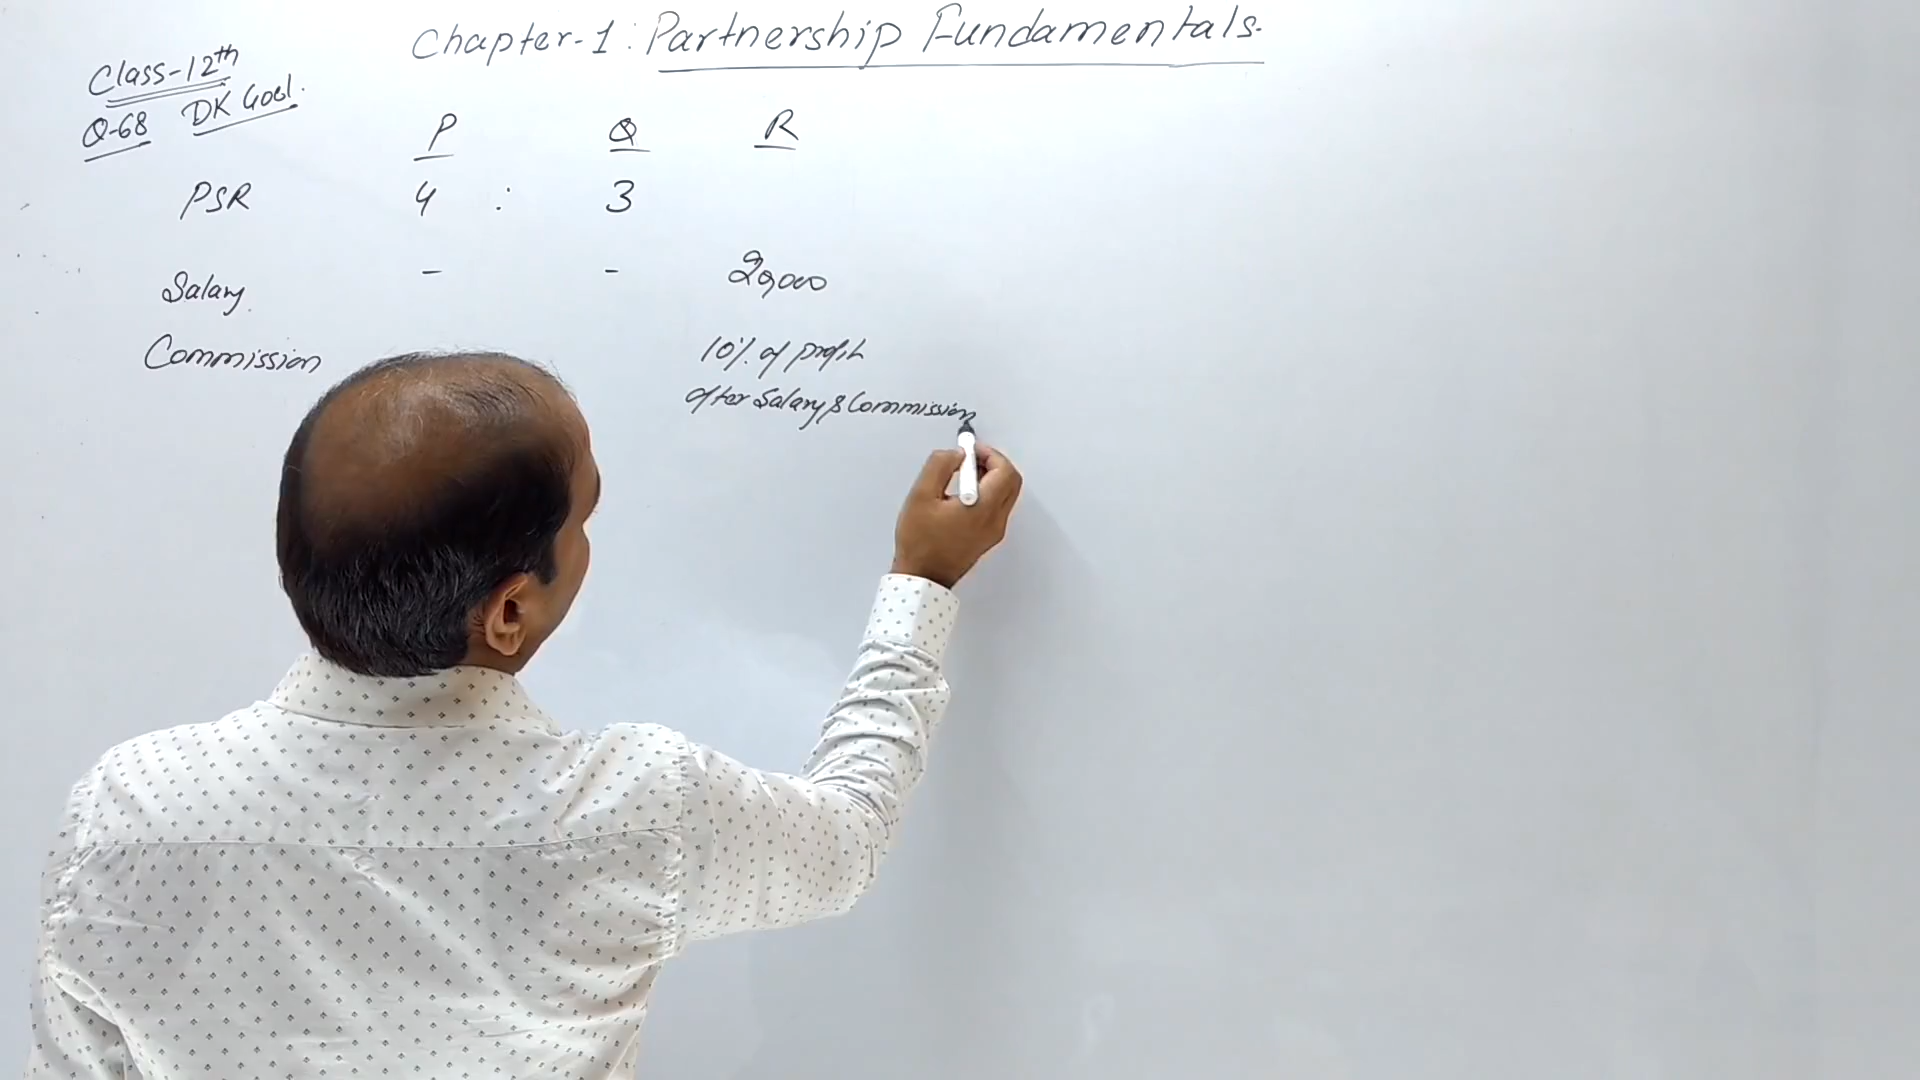 Chapter-1: Partnership Fundamentals.
Class-12th
Q-68 DK Goel.
P Q R
PSR 4 : 3
Salary - - 20,000
Commission 10% of profit
after Salary & Commission